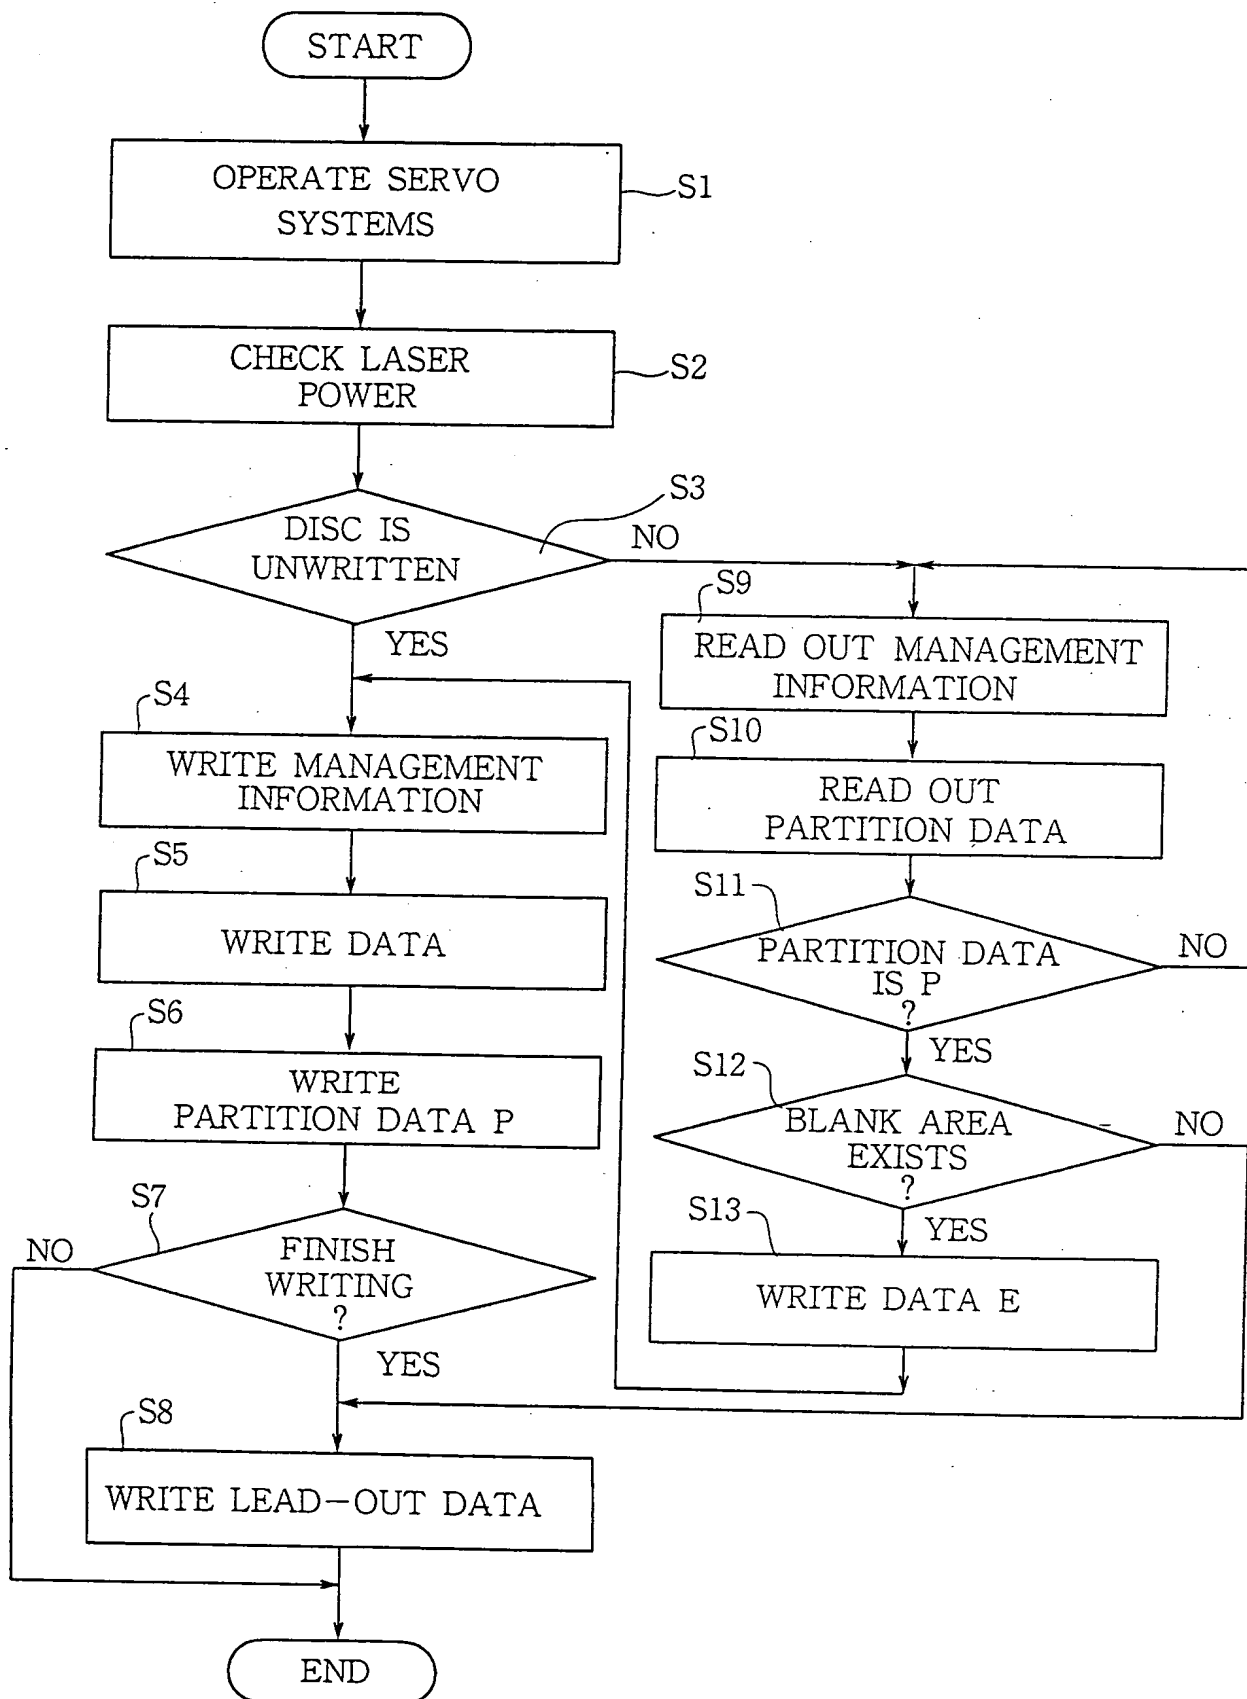 START
OPERATE SERVO
SYSTEMS
S1
CHECK LASER
POWER
S2
DISC IS
UNWRITTEN
S3
NO
YES
S4
WRITE MANAGEMENT
INFORMATION
S5
WRITE DATA
S6
WRITE
PARTITION DATA P
S7
NO
FINISH
WRITING
?
YES
S8
WRITE LEAD-OUT DATA
END
S9
READ OUT MANAGEMENT
INFORMATION
S10
READ OUT
PARTITION DATA
S11
PARTITION DATA
IS P
?
NO
YES
S12
BLANK AREA
EXISTS
?
NO
YES
S13
WRITE DATA E